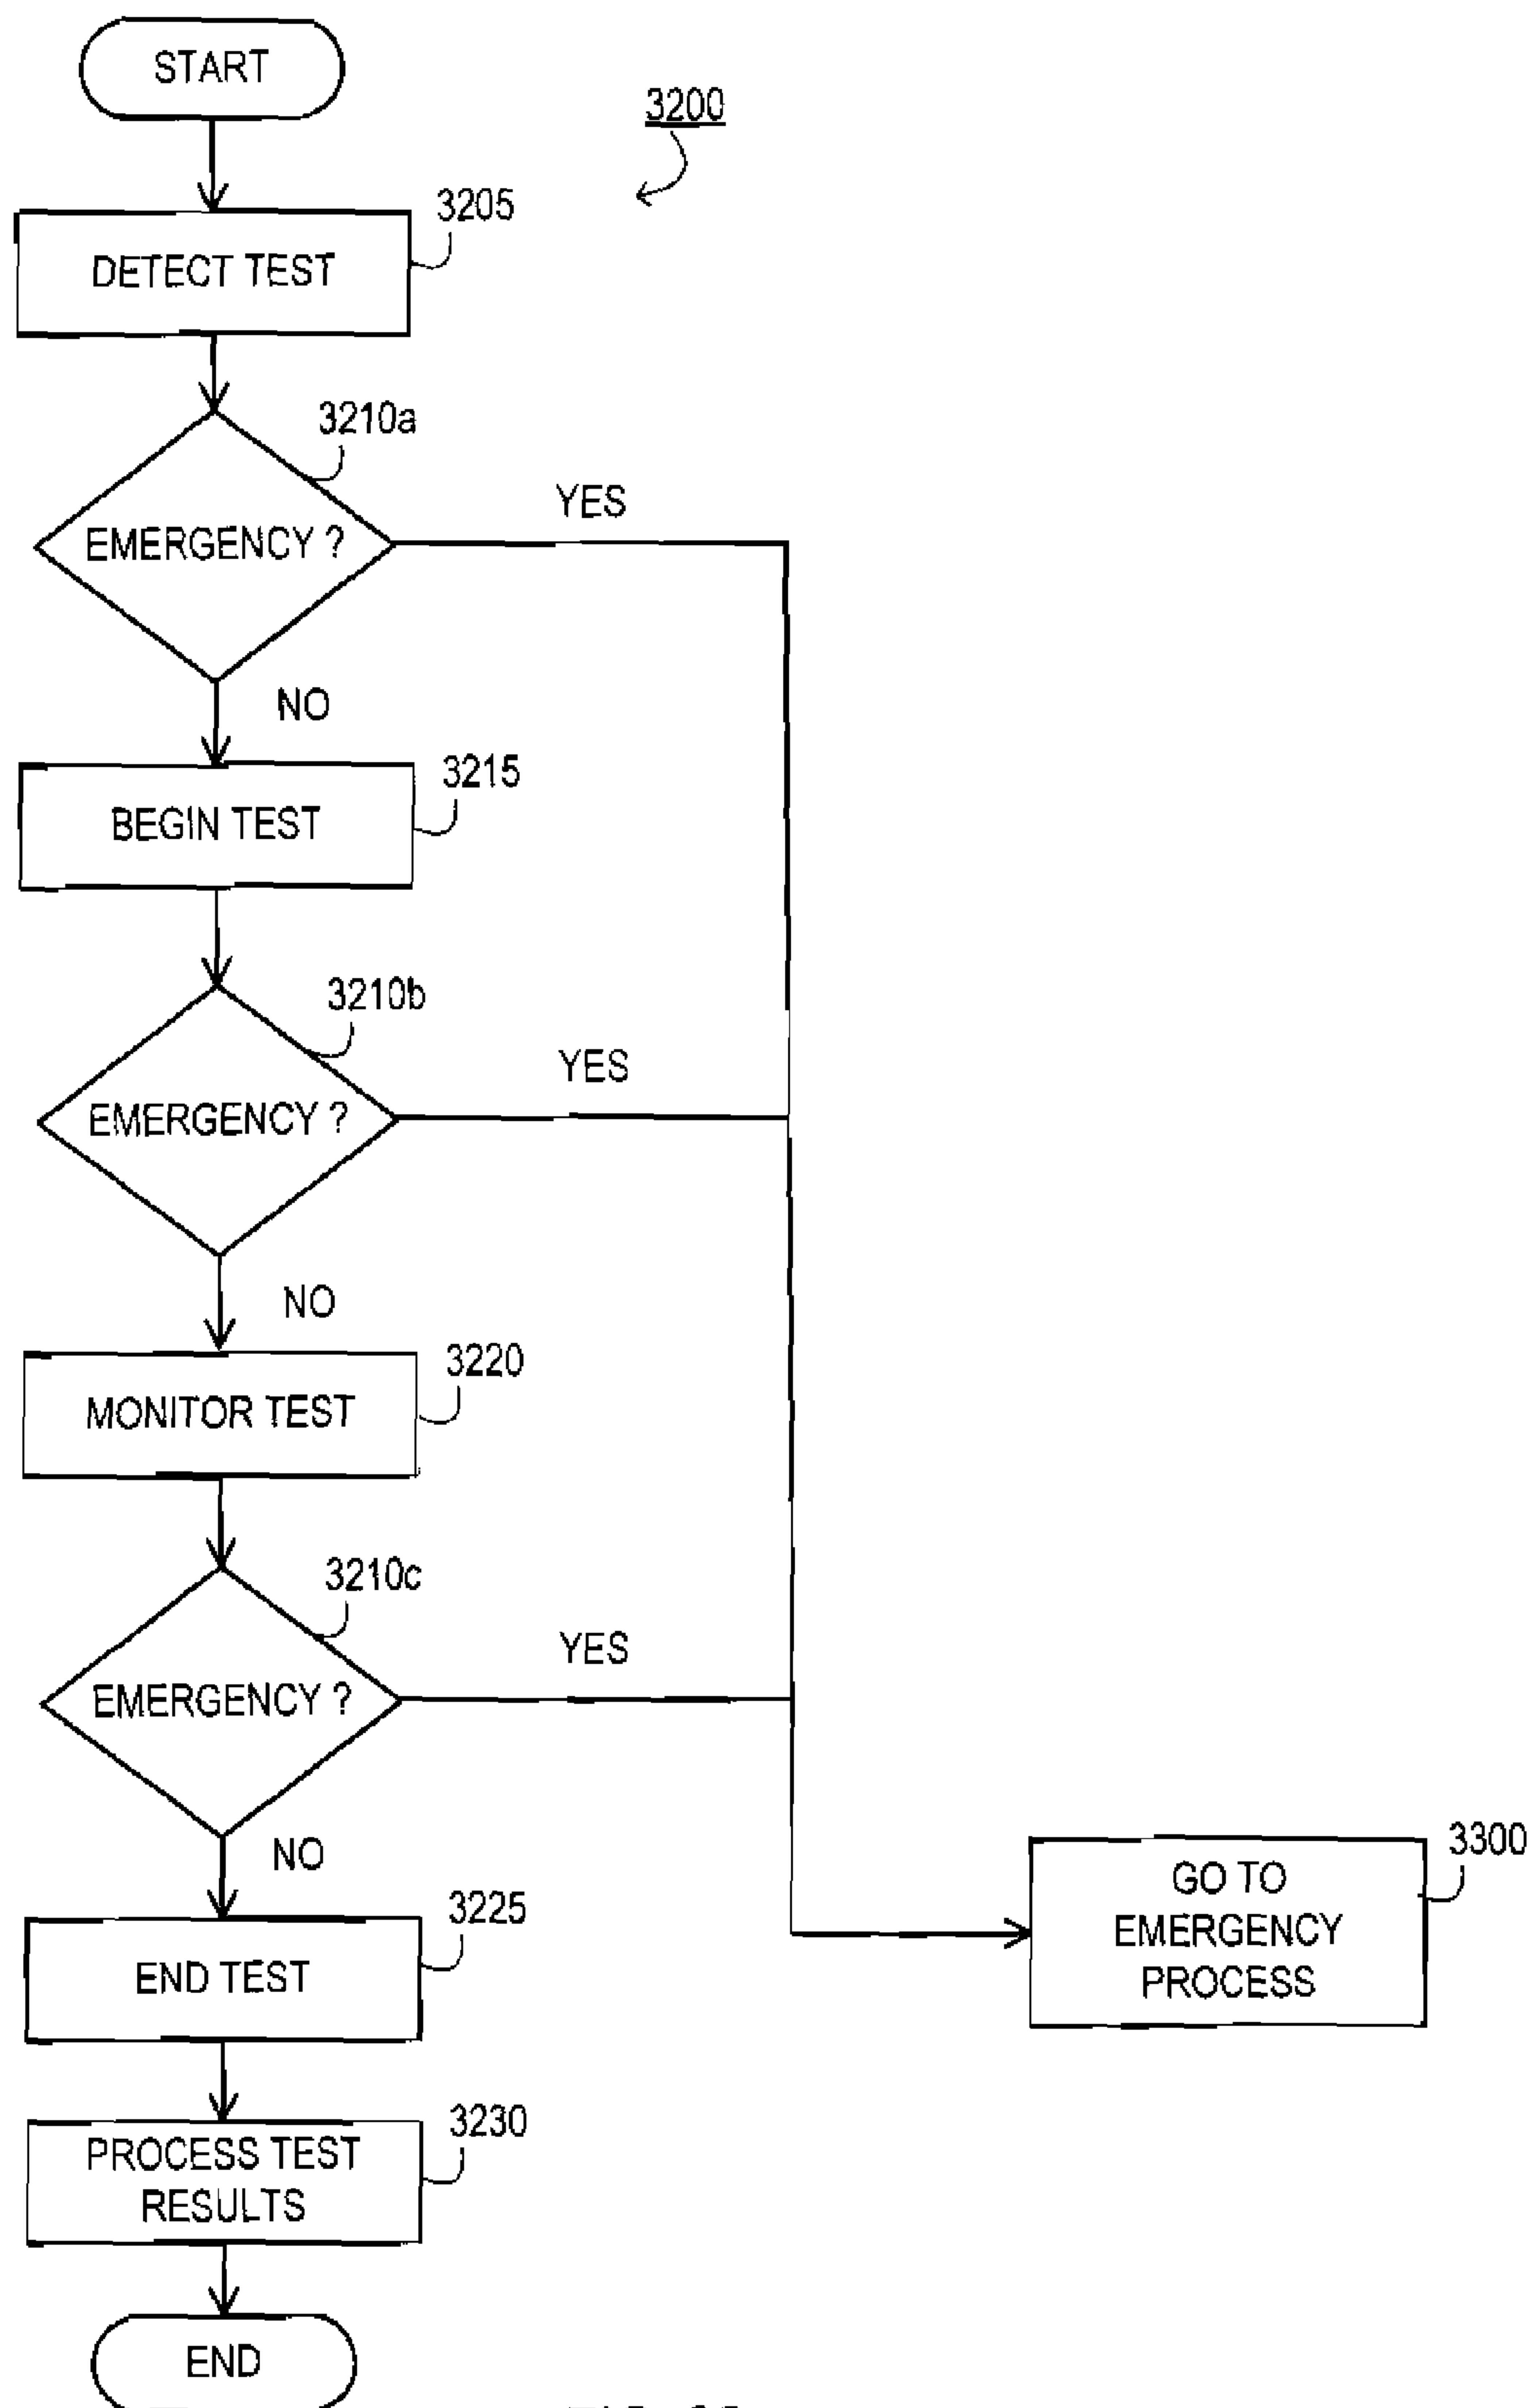 START
3200
3205
DETECT TEST
3210a
YES
EMERGENCY ?
NO
3215
BEGIN TEST
3210b
YES
EMERGENCY ?
NO
3220
MONITOR TEST
3210c
YES
EMERGENCY ?
NO
3300
GO TO
EMERGENCY
PROCESS
3225
END TEST
3230
PROCESS TEST
RESULTS
END